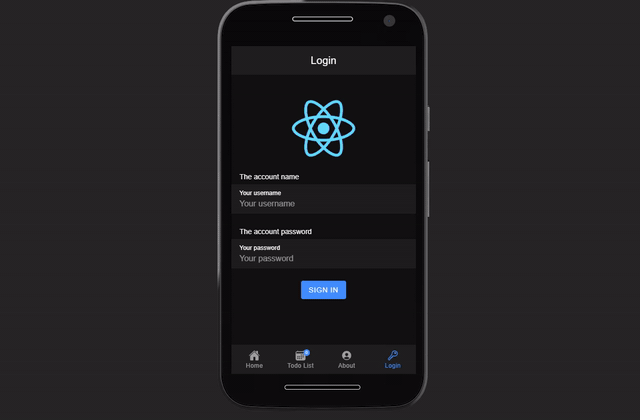 Login
The account name
Your username
Your username
The account password
Your password
Your password
SIGN IN
Home
Todo List
About
Login